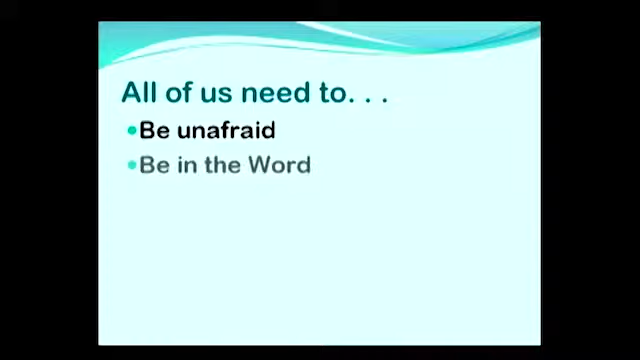 All of us need to. . .
•Be unafraid
•Be in the Word